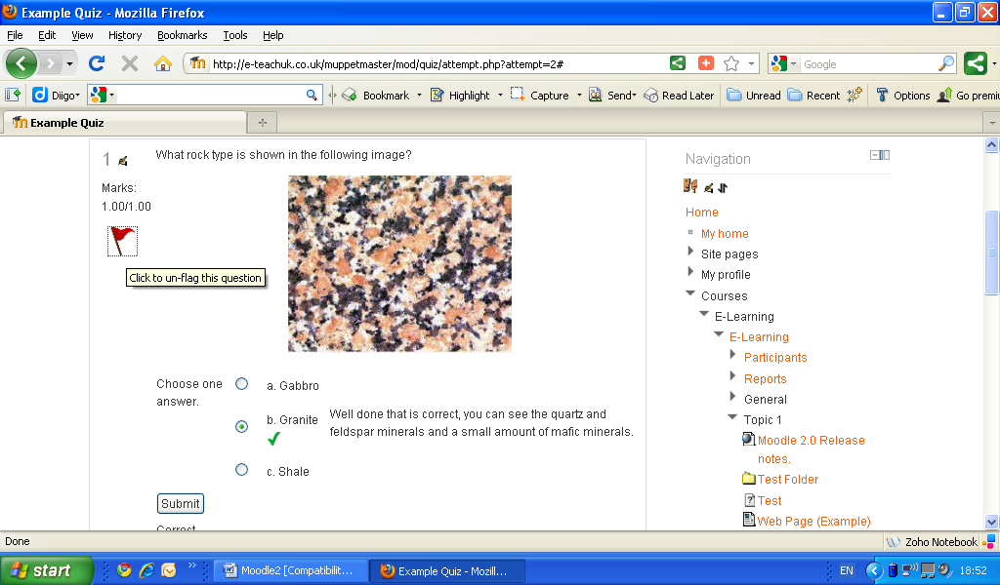 Example Quiz - Mozilla Firefox
File Edit View History Bookmarks Tools Help
http://e-teachuk.co.uk/muppetmaster/mod/quiz/attempt.php?attempt=2# Google
Diigo Bookmark Highlight Capture Send Read Later Unread Recent Options Go premiu
Example Quiz
1 What rock type is shown in the following image?
Marks:
1.00/1.00
Click to un-flag this question
Choose one
answer.
a. Gabbro
b. Granite
Well done that is correct, you can see the quartz and
feldspar minerals and a small amount of mafic minerals.
c. Shale
Submit
Correct
Navigation
Home
My home
Site pages
My profile
Courses
E-Learning
E-Learning
Participants
Reports
General
Topic 1
Moodle 2.0 Release
notes.
Test Folder
Test
Web Page (Example)
Done Zoho Notebook
start Moodle2 [Compatibilit... Example Quiz - Mozill... EN 18:52